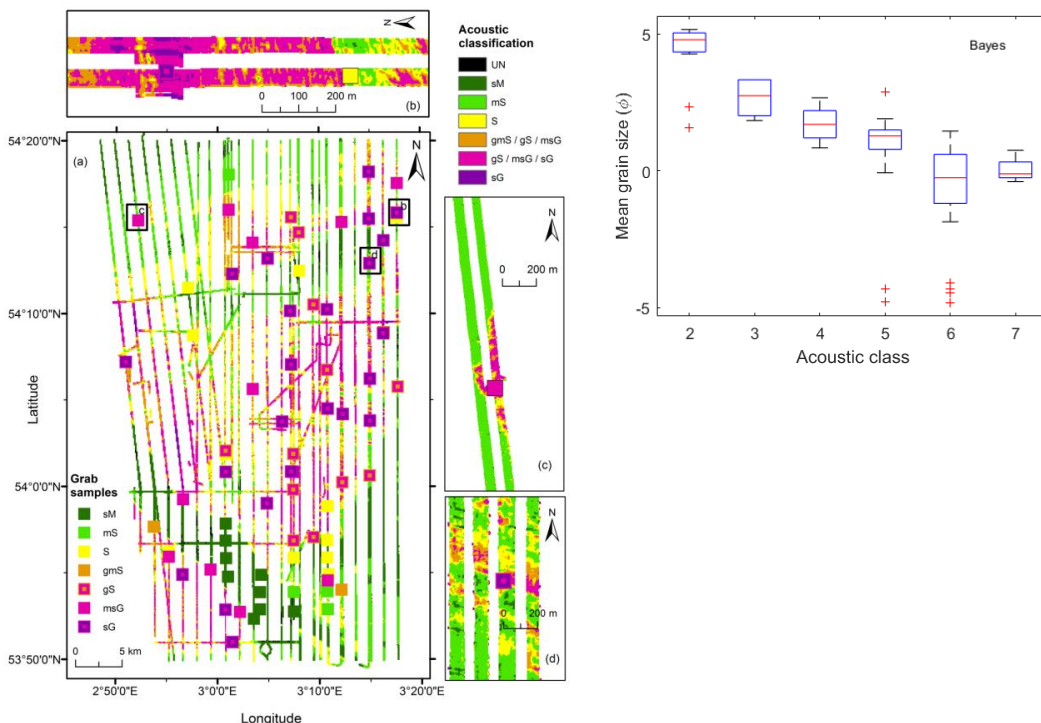 N
0 100 200 m
(b)
Acoustic
classification
UN
sM
mS
S
gmS / gS / msG
gS / msG / sG
sG
54°20'0"N
(a)
N
c
b
d
54°10'0"N
Latitude
54°0'0"N
Grab
samples
sM
mS
S
gmS
gS
msG
sG
0 5 km
53°50'0"N
2°50'0"E 3°0'0"E 3°10'0"E 3°20'0"E
Longitude
N
0 200 m
(c)
N
0 200 m
(d)
Bayes
5
0
-5
Mean grain size (ϕ)
2 3 4 5 6 7
Acoustic class